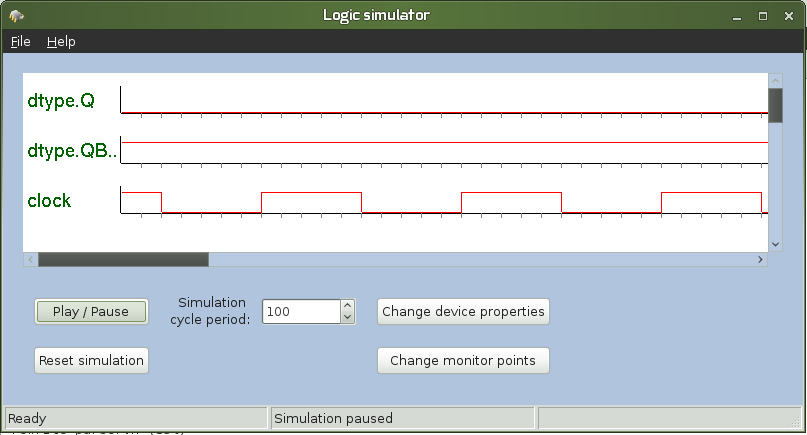 Logic simulator
File Help
dtype.Q
dtype.QB..
clock
Play / Pause
Simulation
cycle period:
100
Change device properties
Reset simulation
Change monitor points
Ready
Simulation paused